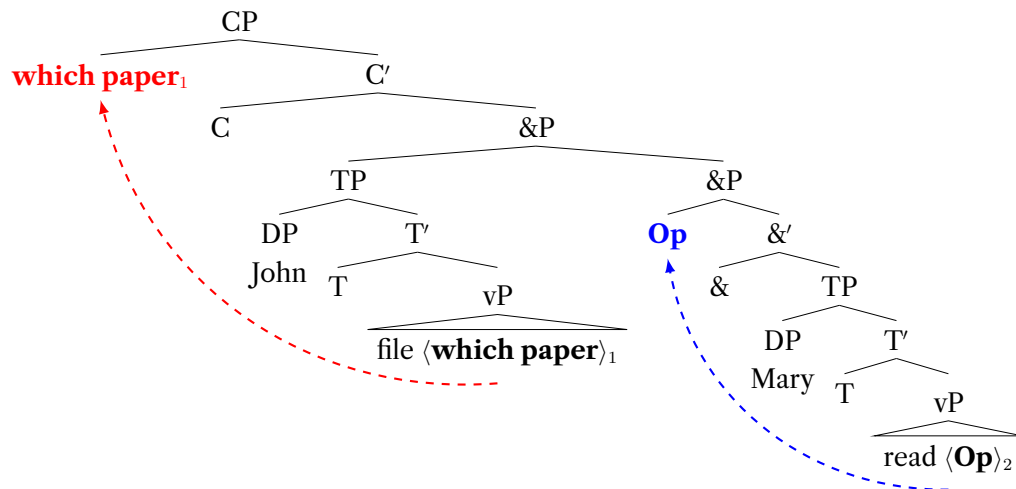 CP
which paper₁ C′
C &P
TP &P
DP T′ Op &′
John T & TP
vP DP T′
file ⟨which paper⟩₁ Mary T
vP
read ⟨Op⟩₂